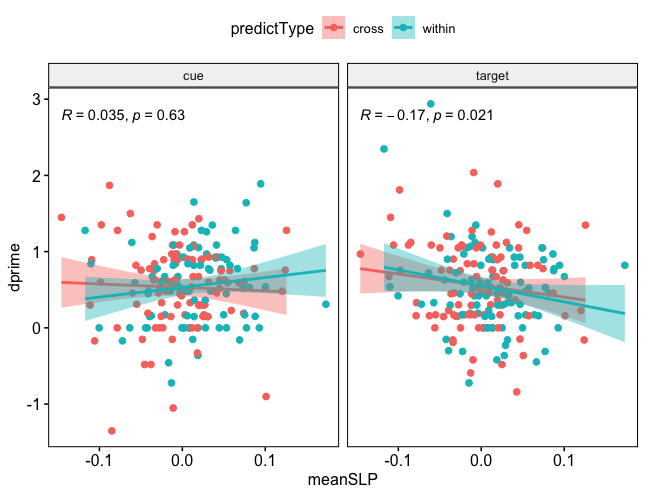 predictType cross within
cue
target
R = 0.035, p = 0.63
R = −0.17, p = 0.021
3
2
1
0
-1
dprime
-0.1 0.0 0.1
-0.1 0.0 0.1
meanSLP